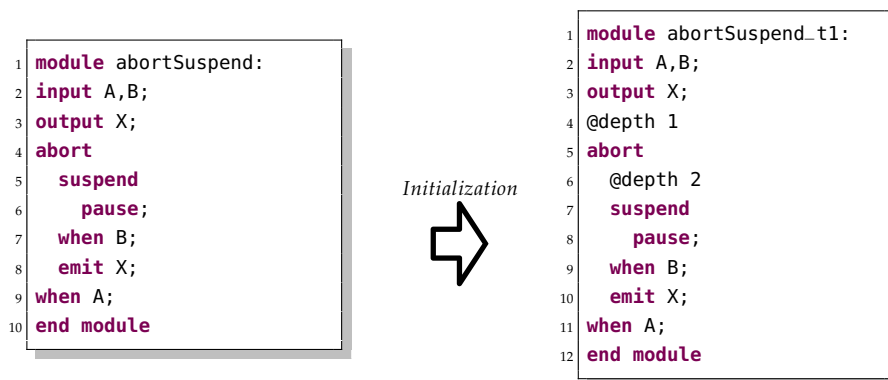 1 module abortSuspend:
2 input A,B;
3 output X;
4 abort
5 suspend
6 pause;
7 when B;
8 emit X;
9 when A;
10 end module
Initialization
1 module abortSuspend_t1:
2 input A,B;
3 output X;
4 @depth 1
5 abort
6 @depth 2
7 suspend
8 pause;
9 when B;
10 emit X;
11 when A;
12 end module